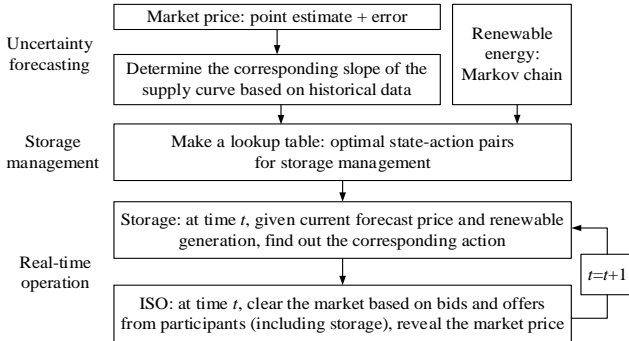 Uncertainty
forecasting
Market price: point estimate + error
Determine the corresponding slope of the
supply curve based on historical data
Renewable
energy:
Markov chain
Storage
management
Make a lookup table: optimal state-action pairs
for storage management
Real-time
operation
Storage: at time t, given current forecast price and renewable
generation, find out the corresponding action
ISO: at time t, clear the market based on bids and offers
from participants (including storage), reveal the market price
t=t+1